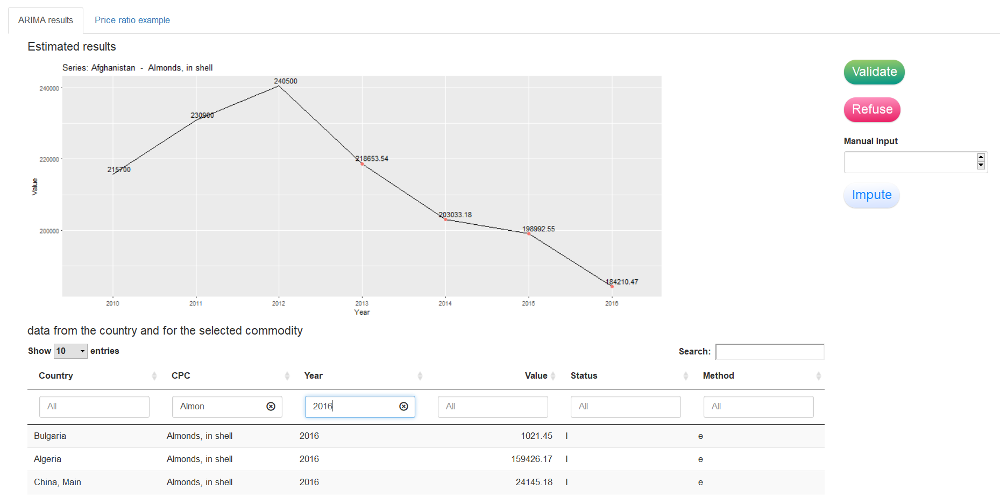 ARIMA results Price ratio example
Estimated results
Series: Afghanistan - Almonds, in shell
Validate
Refuse
Manual input
Impute
Value
240000
220000
200000
215700
230900
240500
218653.54
203033.18
198992.55
184210.47
2010 2011 2012 2013 2014 2015 2016
Year
data from the country and for the selected commodity
Show 10 entries Search:
Country CPC Year Value Status Method
All Almon 2016 All All All
Bulgaria Almonds, in shell 2016 1021.45 I e
Algeria Almonds, in shell 2016 159426.17 I e
China, Main Almonds, in shell 2016 24145.18 I e